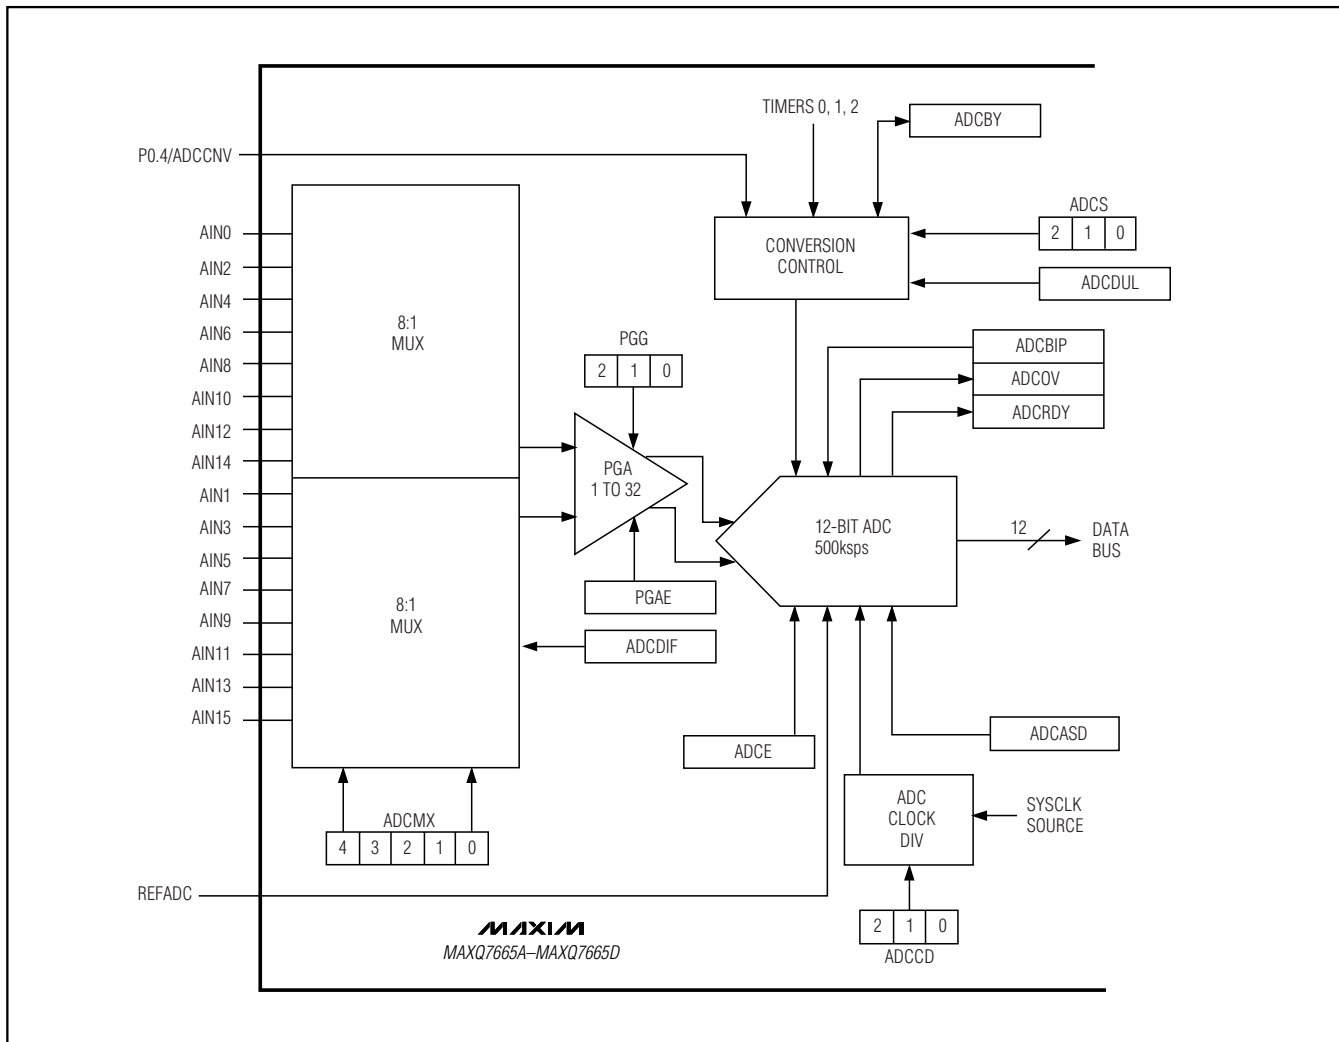 TIMERS 0, 1, 2
ADCBY
P0.4/ADCCNV
ADCS
2 1 0
CONVERSION
CONTROL
ADCDUL
AIN0
AIN2
AIN4
AIN6
AIN8
AIN10
AIN12
AIN14
AIN1
AIN3
AIN5
AIN7
AIN9
AIN11
AIN13
AIN15
8:1
MUX
8:1
MUX
PGG
2 1 0
PGA
1 TO 32
PGAE
ADCDIF
ADCBIP
ADCOV
ADCRDY
12-BIT ADC
500ksps
12
DATA
BUS
ADCE
ADCASD
ADC
CLOCK
DIV
SYSCLK
SOURCE
2 1 0
ADCCD
ADCMX
4 3 2 1 0
REFADC
MAXIM
MAXQ7665A–MAXQ7665D